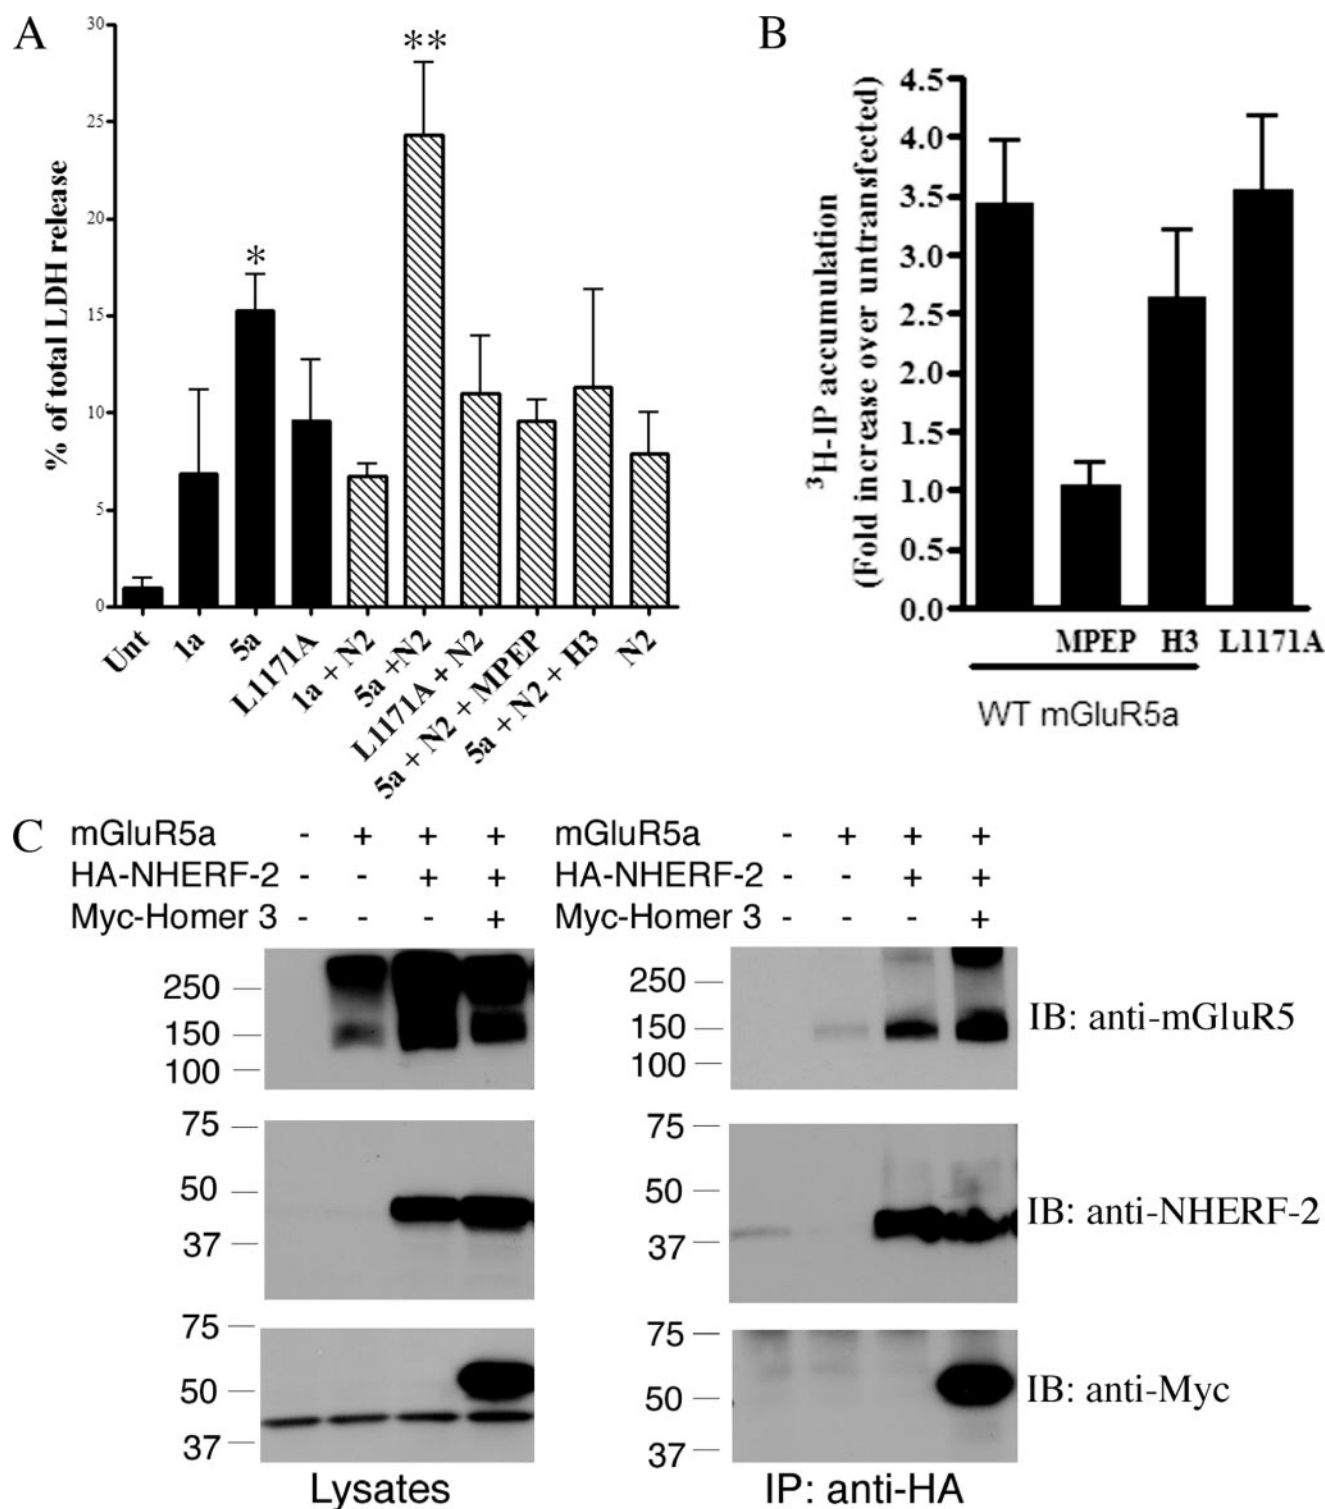 A
% of total LDH release
30
25
20
15
10
5
0
*
**
Unt
1a
5a
L1171A
1a + N2
5a +N2
L1171A + N2
5a + N2 + MPEP
5a + N2 + H3
N2
B
3H-IP accumulation
(Fold increase over untransfected)
4.5
4.0
3.5
3.0
2.5
2.0
1.5
1.0
0.5
0.0
MPEP H3 L1171A
WT mGluR5a
C
mGluR5a - + + +
HA-NHERF-2 - - + +
Myc-Homer 3 - - - +
250
150
100
75
50
37
75
50
37
Lysates
mGluR5a - + + +
HA-NHERF-2 - - + +
Myc-Homer 3 - - - +
250
150
100
IB: anti-mGluR5
75
50
37
IB: anti-NHERF-2
75
50
37
IB: anti-Myc
IP: anti-HA